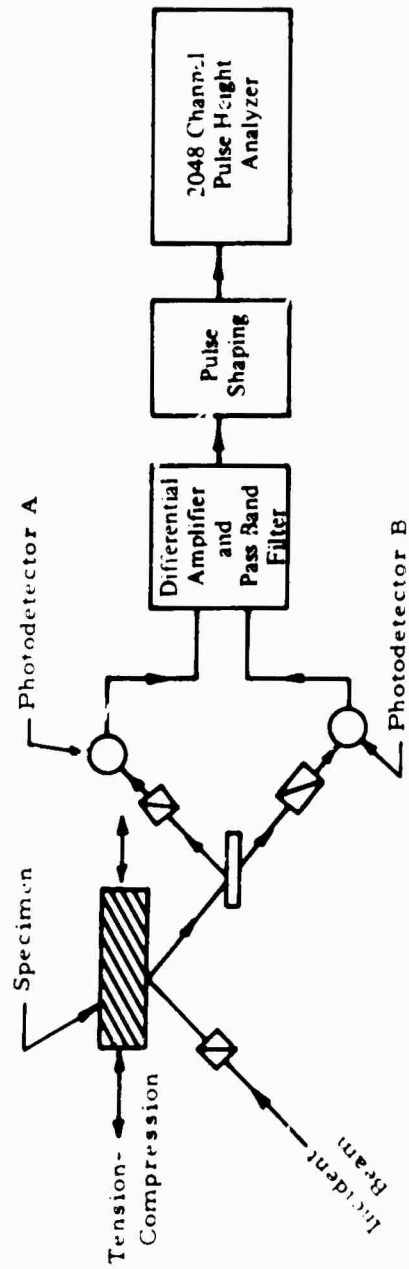 Specimen
Photodetector A
Tension-
Compression
Incident
Beam
Differential
Amplifier
and
Pass Band
Filter
Pulse
Shaping
2048 Channel
Pulse Height
Analyzer
Photodetector B